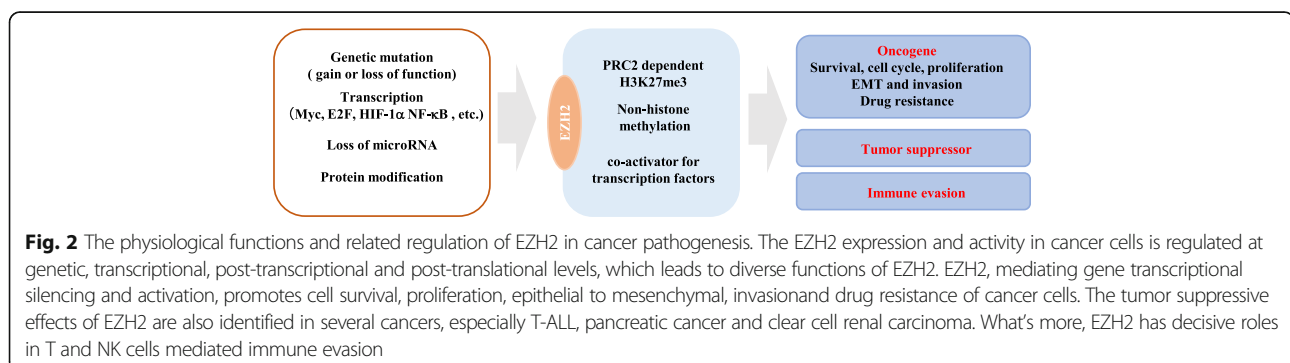 Genetic mutation
( gain or loss of function)
Transcription
（Myc, E2F, HIF-1α NF-κB , etc.)
Loss of microRNA
Protein modification
EZH2
PRC2 dependent
H3K27me3
Non-histone
methylation
co-activator for
transcription factors
Oncogene
Survival, cell cycle, proliferation
EMT and invasion
Drug resistance
Tumor suppressor
Immune evasion
Fig. 2 The physiological functions and related regulation of EZH2 in cancer pathogenesis. The EZH2 expression and activity in cancer cells is regulated at
genetic, transcriptional, post-transcriptional and post-translational levels, which leads to diverse functions of EZH2. EZH2, mediating gene transcriptional
silencing and activation, promotes cell survival, proliferation, epithelial to mesenchymal, invasionand drug resistance of cancer cells. The tumor suppressive
effects of EZH2 are also identified in several cancers, especially T-ALL, pancreatic cancer and clear cell renal carcinoma. What's more, EZH2 has decisive roles
in T and NK cells mediated immune evasion